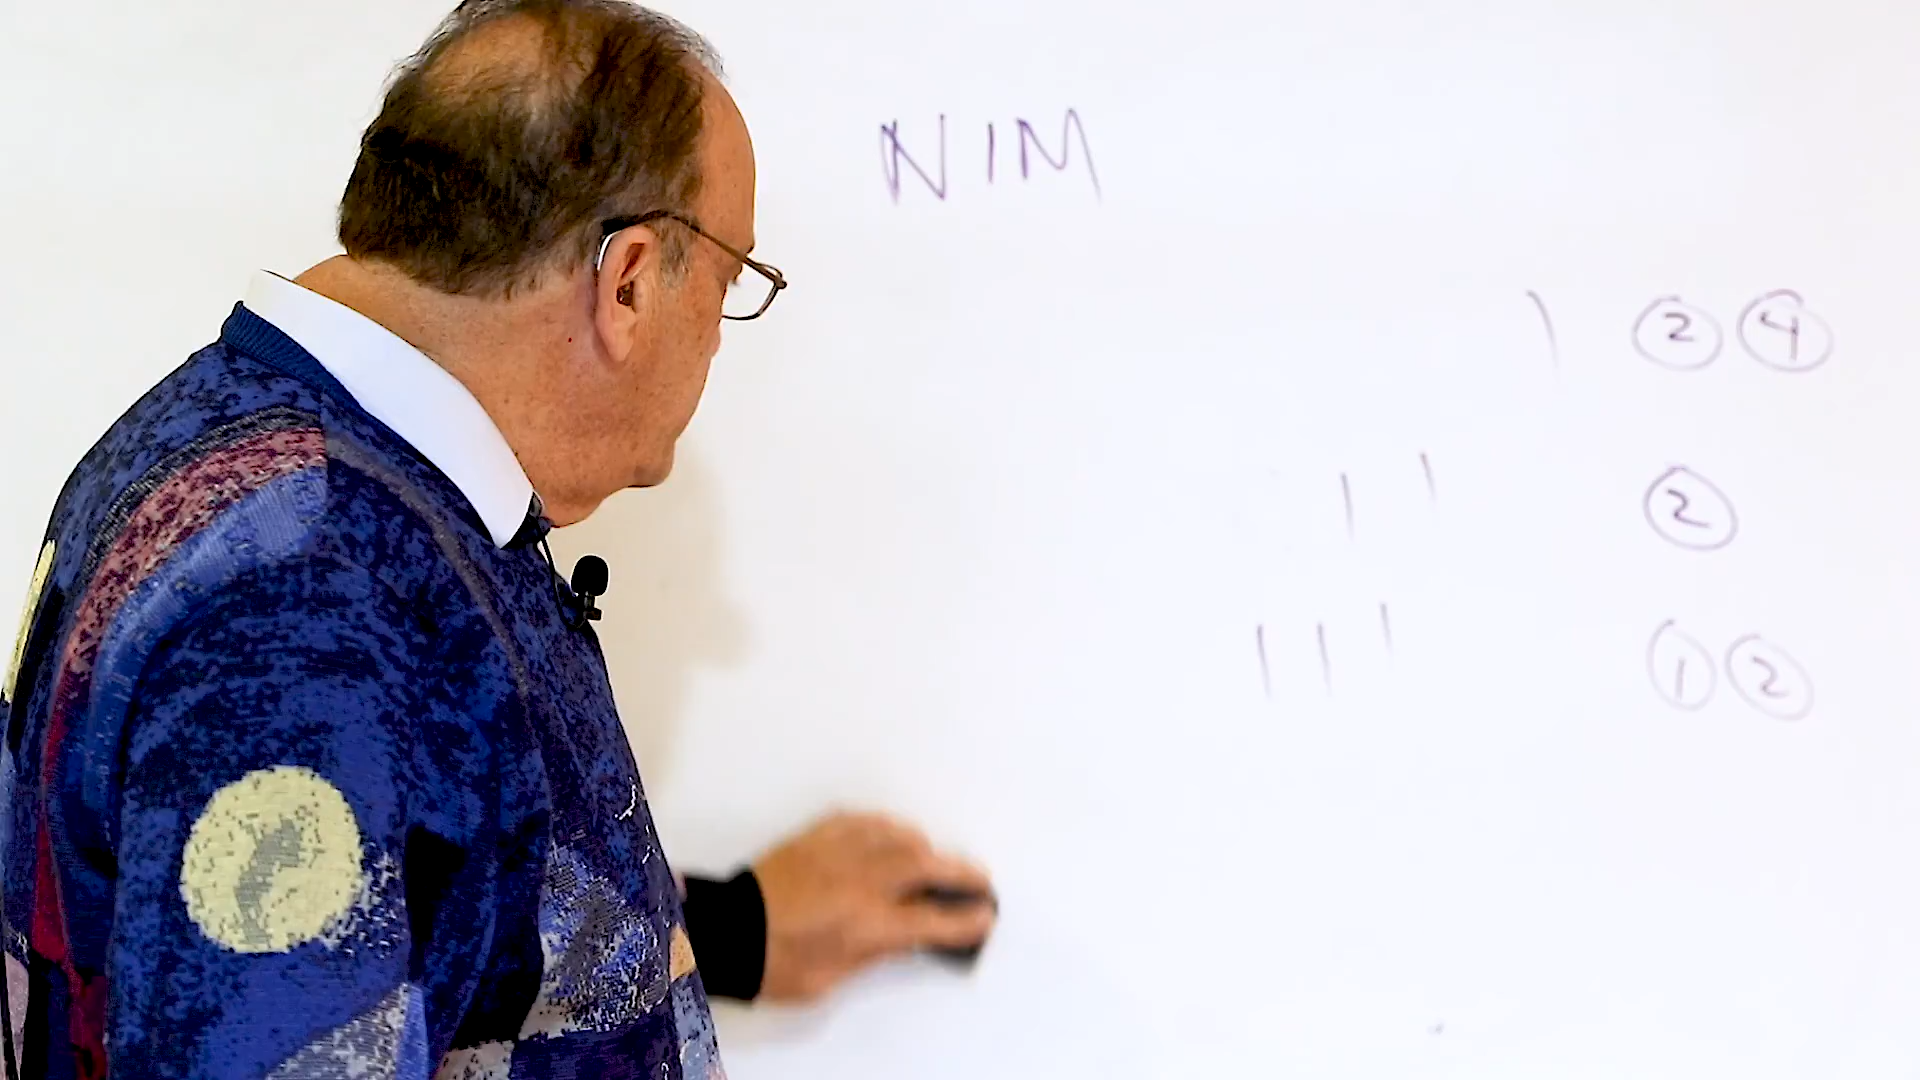 NIM
| ② ④
| | ②
| | | ① ②